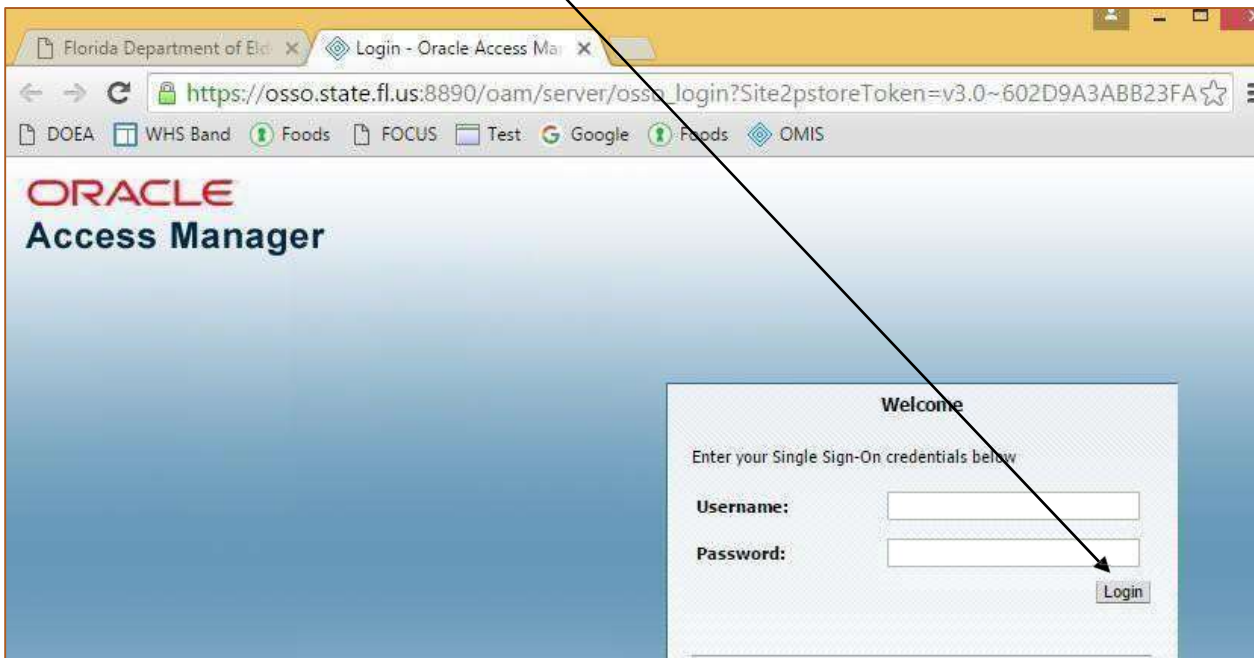 Florida Department of Eld
Login - Oracle Access Ma
https://osso.state.fl.us:8890/oam/server/osso_login?Site2pstoreToken=v3.0~602D9A3ABB23FA
DOEA WHS Band Foods FOCUS Test Google Foods OMIS
ORACLE
Access Manager
Welcome
Enter your Single Sign-On credentials below
Username:
Password:
Login